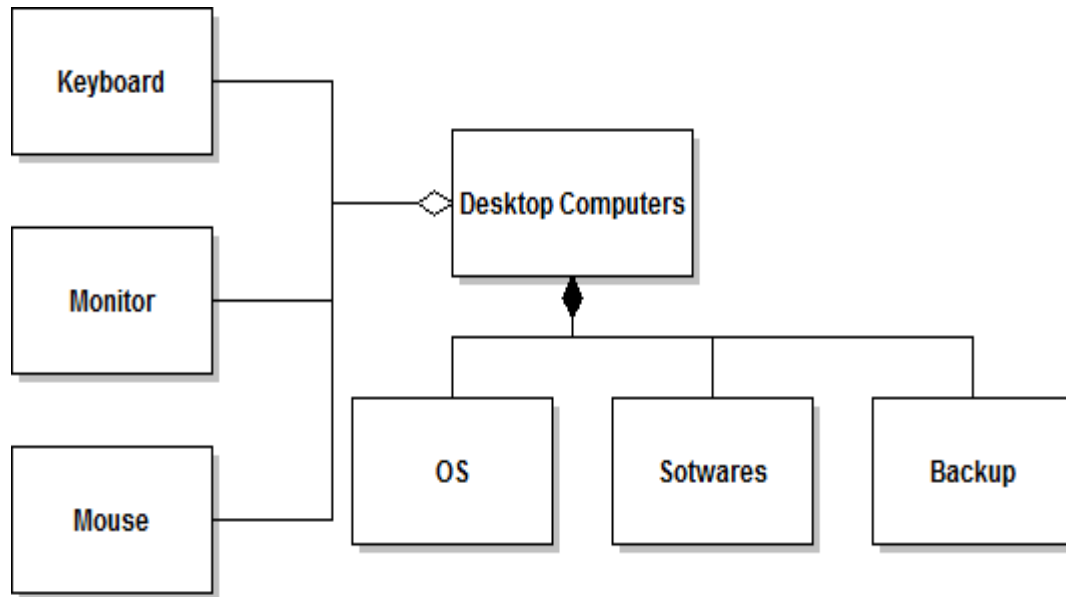 Keyboard
Desktop Computers
Monitor
OS
Sotwares
Backup
Mouse